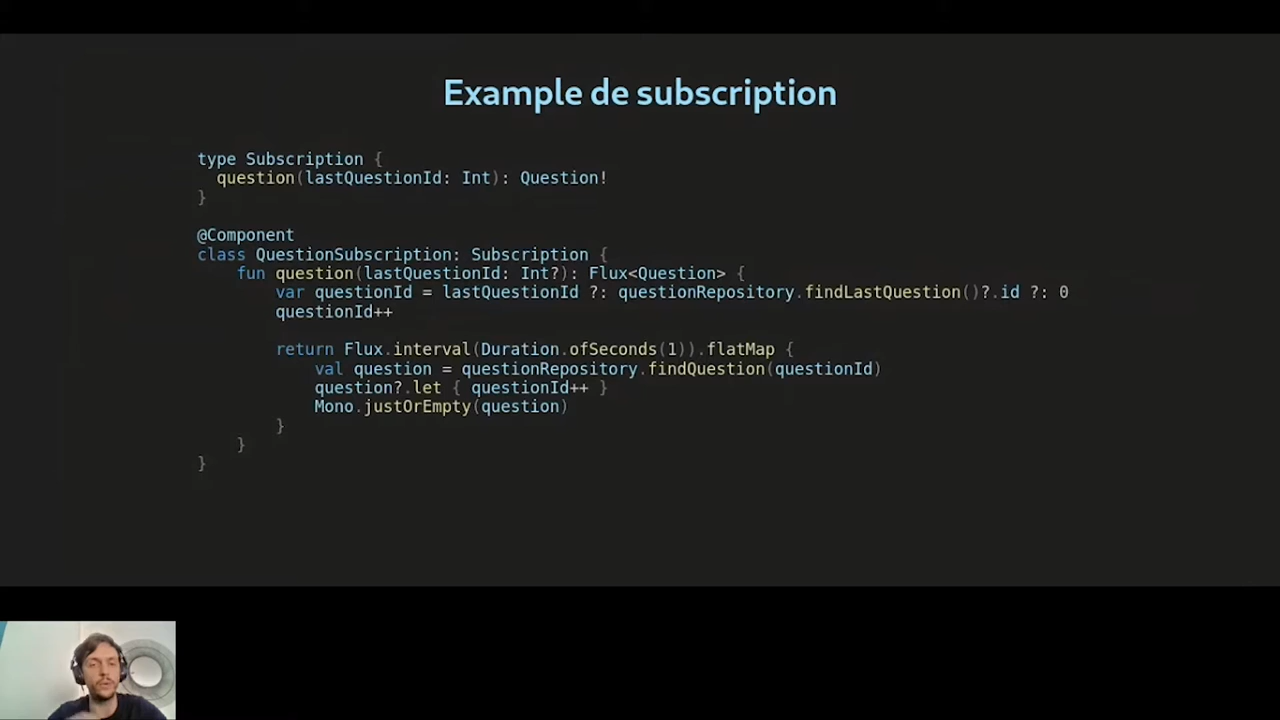 Example de subscription
type Subscription {
question(lastQuestionId: Int): Question!
}
@Component
class QuestionSubscription: Subscription {
fun question(lastQuestionId: Int?): Flux<Question> {
var questionId = lastQuestionId ?: questionRepository.findLastQuestion()?.id ?: 0
questionId++
return Flux.interval(Duration.ofSeconds(1)).flatMap {
val question = questionRepository.findQuestion(questionId)
question?.let { questionId++ }
Mono.justOrEmpty(question)
}
}
}